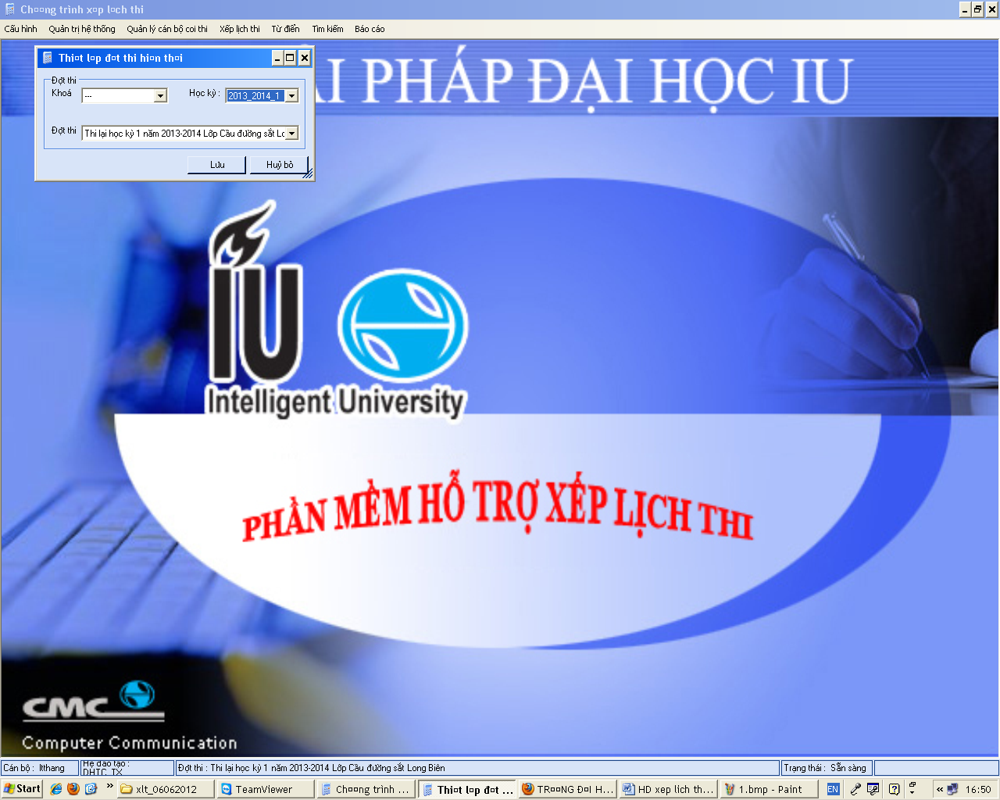 Ch¤¤ng trình x¤p l¤ch thi
Cấu hình Quản trị hệ thống Quản lý cán bộ coi thi Xếp lịch thi Từ điển Tìm kiếm Báo cáo
Thi¤t l¤p đ¤t thi hi¤n th¤i
ẢI PHÁP ĐẠI HỌC IU
Đợt thi
Khoá --- Học kỳ : 2013_2014_1
Đợt thi Thi lại học kỳ 1 năm 2013-2014 Lớp Cầu đường sắt Lc
Lưu Huỷ bỏ
IU
Intelligent University
PHẦN MỀM HỖ TRỢ XẾP LỊCH THI
CMC
Computer Communication
Cán bộ : ltthang Hệ đào tạo : DHTC_TX Đợt thi : Thi lại học kỳ 1 năm 2013-2014 Lớp Cầu đường sắt Long Biên Trạng thái : Sẵn sàng
Start » xlt_06062012 TeamViewer Ch¤¤ng trình ... Thi¤t l¤p đ¤t ... TR¤¤NG Đ¤I H... HD xep lich th... 1.bmp - Paint EN « 16:50